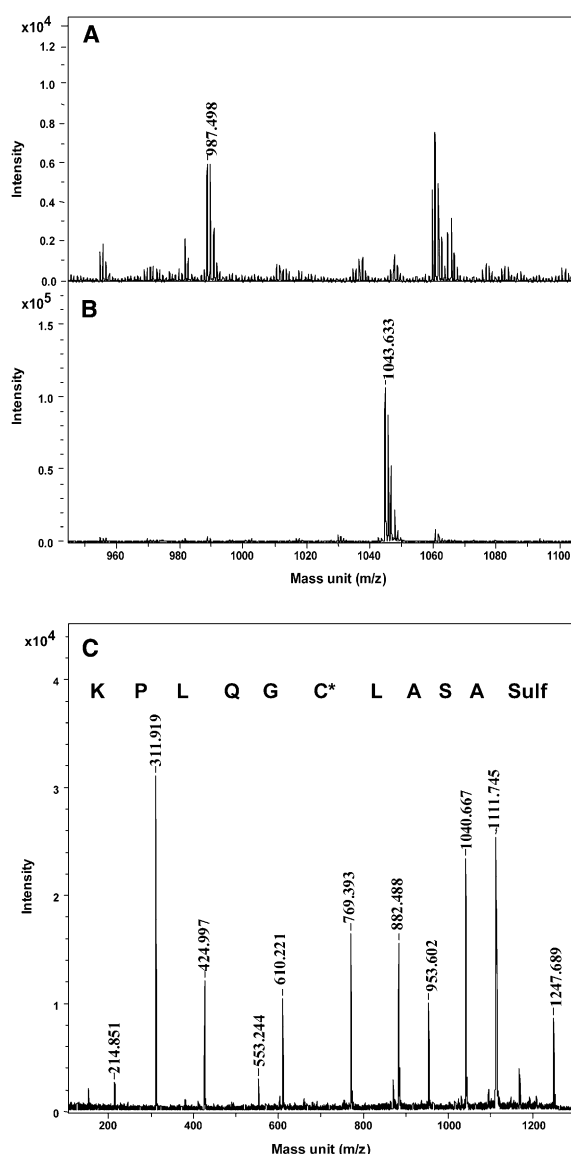 x10⁴
A
1.2
1.0
0.8
0.6
0.4
0.2
0.0
Intensity
987.498
x10⁵
B
1.5
1.0
0.5
0.0
Intensity
1043.633
960 980 1000 1020 1040 1060 1080 1100
Mass unit (m/z)
x10⁴
C
4
3
2
1
0
Intensity
K P L Q G C* L A S A Sulf
214.851
311.919
424.997
553.244
610.221
769.393
882.488
953.602
1040.667
1111.745
1247.689
200 400 600 800 1000 1200
Mass unit (m/z)